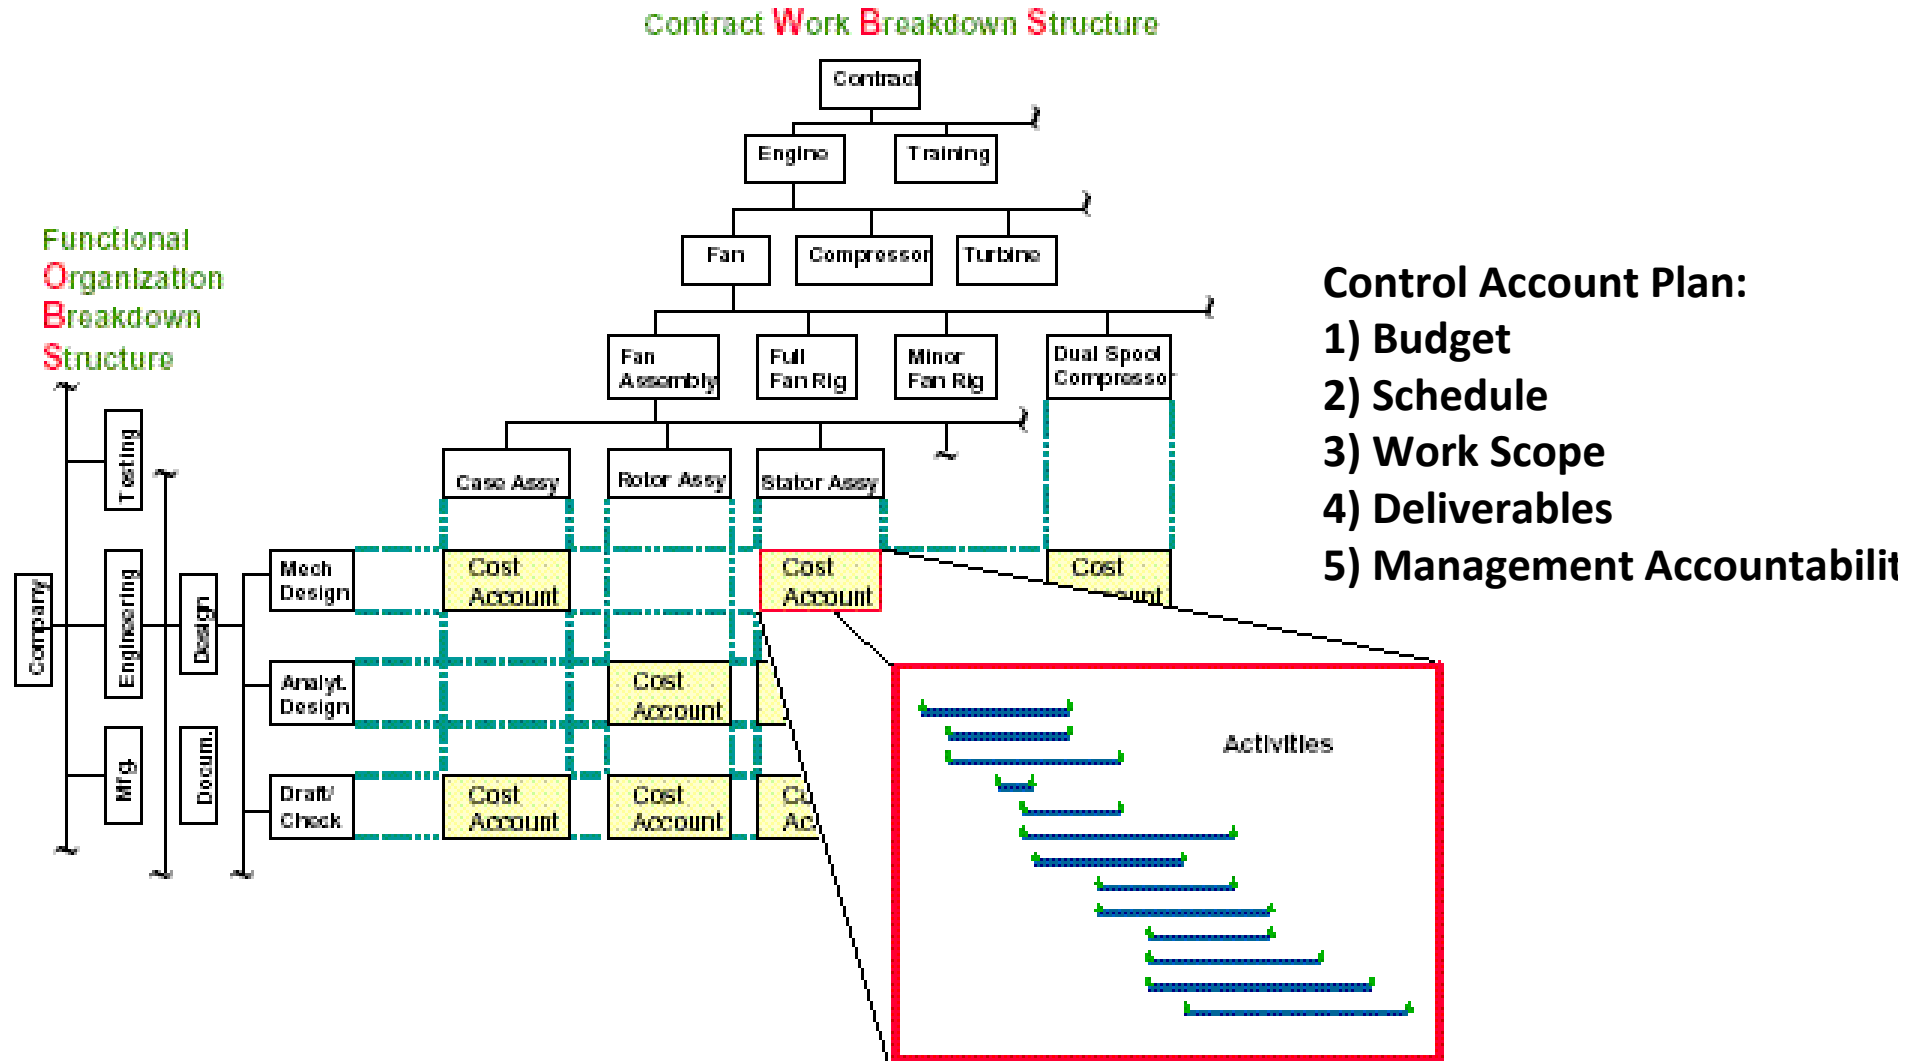 Contract Work Breakdown Structure
Contract
Engine
Training
Fan
Compressor
Turbine
Functional
Organization
Breakdown
Structure
Control Account Plan:
1) Budget
2) Schedule
3) Work Scope
4) Deliverables
5) Management Accountabilit
Fan
Assembly
Full
Fan Rig
Minor
Fan Rig
Dual Spool
Compressor
Case Assy
Rotor Assy
Stator Assy
Company
Testing
Engineering
Mfg.
Design
Docum.
Mech
Design
Cost
Account
Cost
Account
Cost
Analyt.
Design
Cost
Account
Draft/
Check
Cost
Account
Cost
Account
Activities